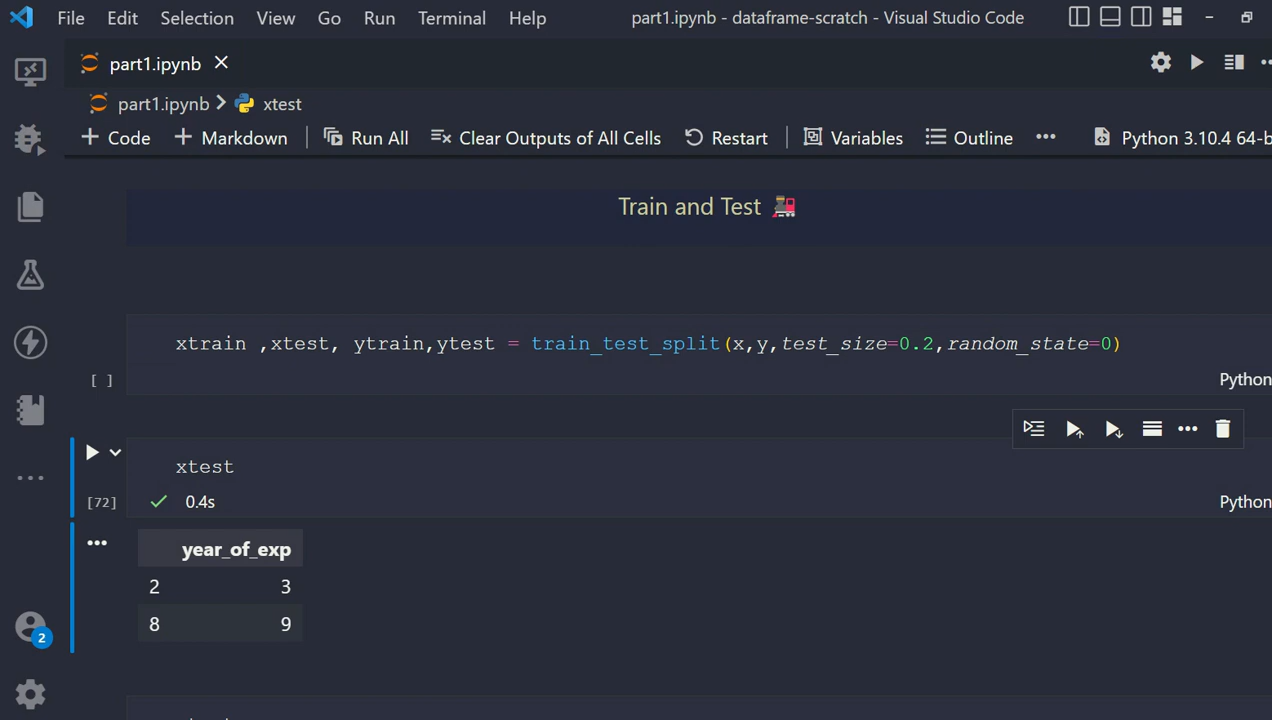 File Edit Selection View Go Run Terminal Help part1.ipynb - dataframe-scratch - Visual Studio Code
part1.ipynb
part1.ipynb > xtest
+ Code + Markdown Run All Clear Outputs of All Cells Restart Variables Outline ••• Python 3.10.4 64-b
Train and Test
xtrain ,xtest, ytrain,ytest = train_test_split(x,y,test_size=0.2,random_state=0)
[ ] Python
xtest
[72] 0.4s Python
year_of_exp
2 3
8 9
2